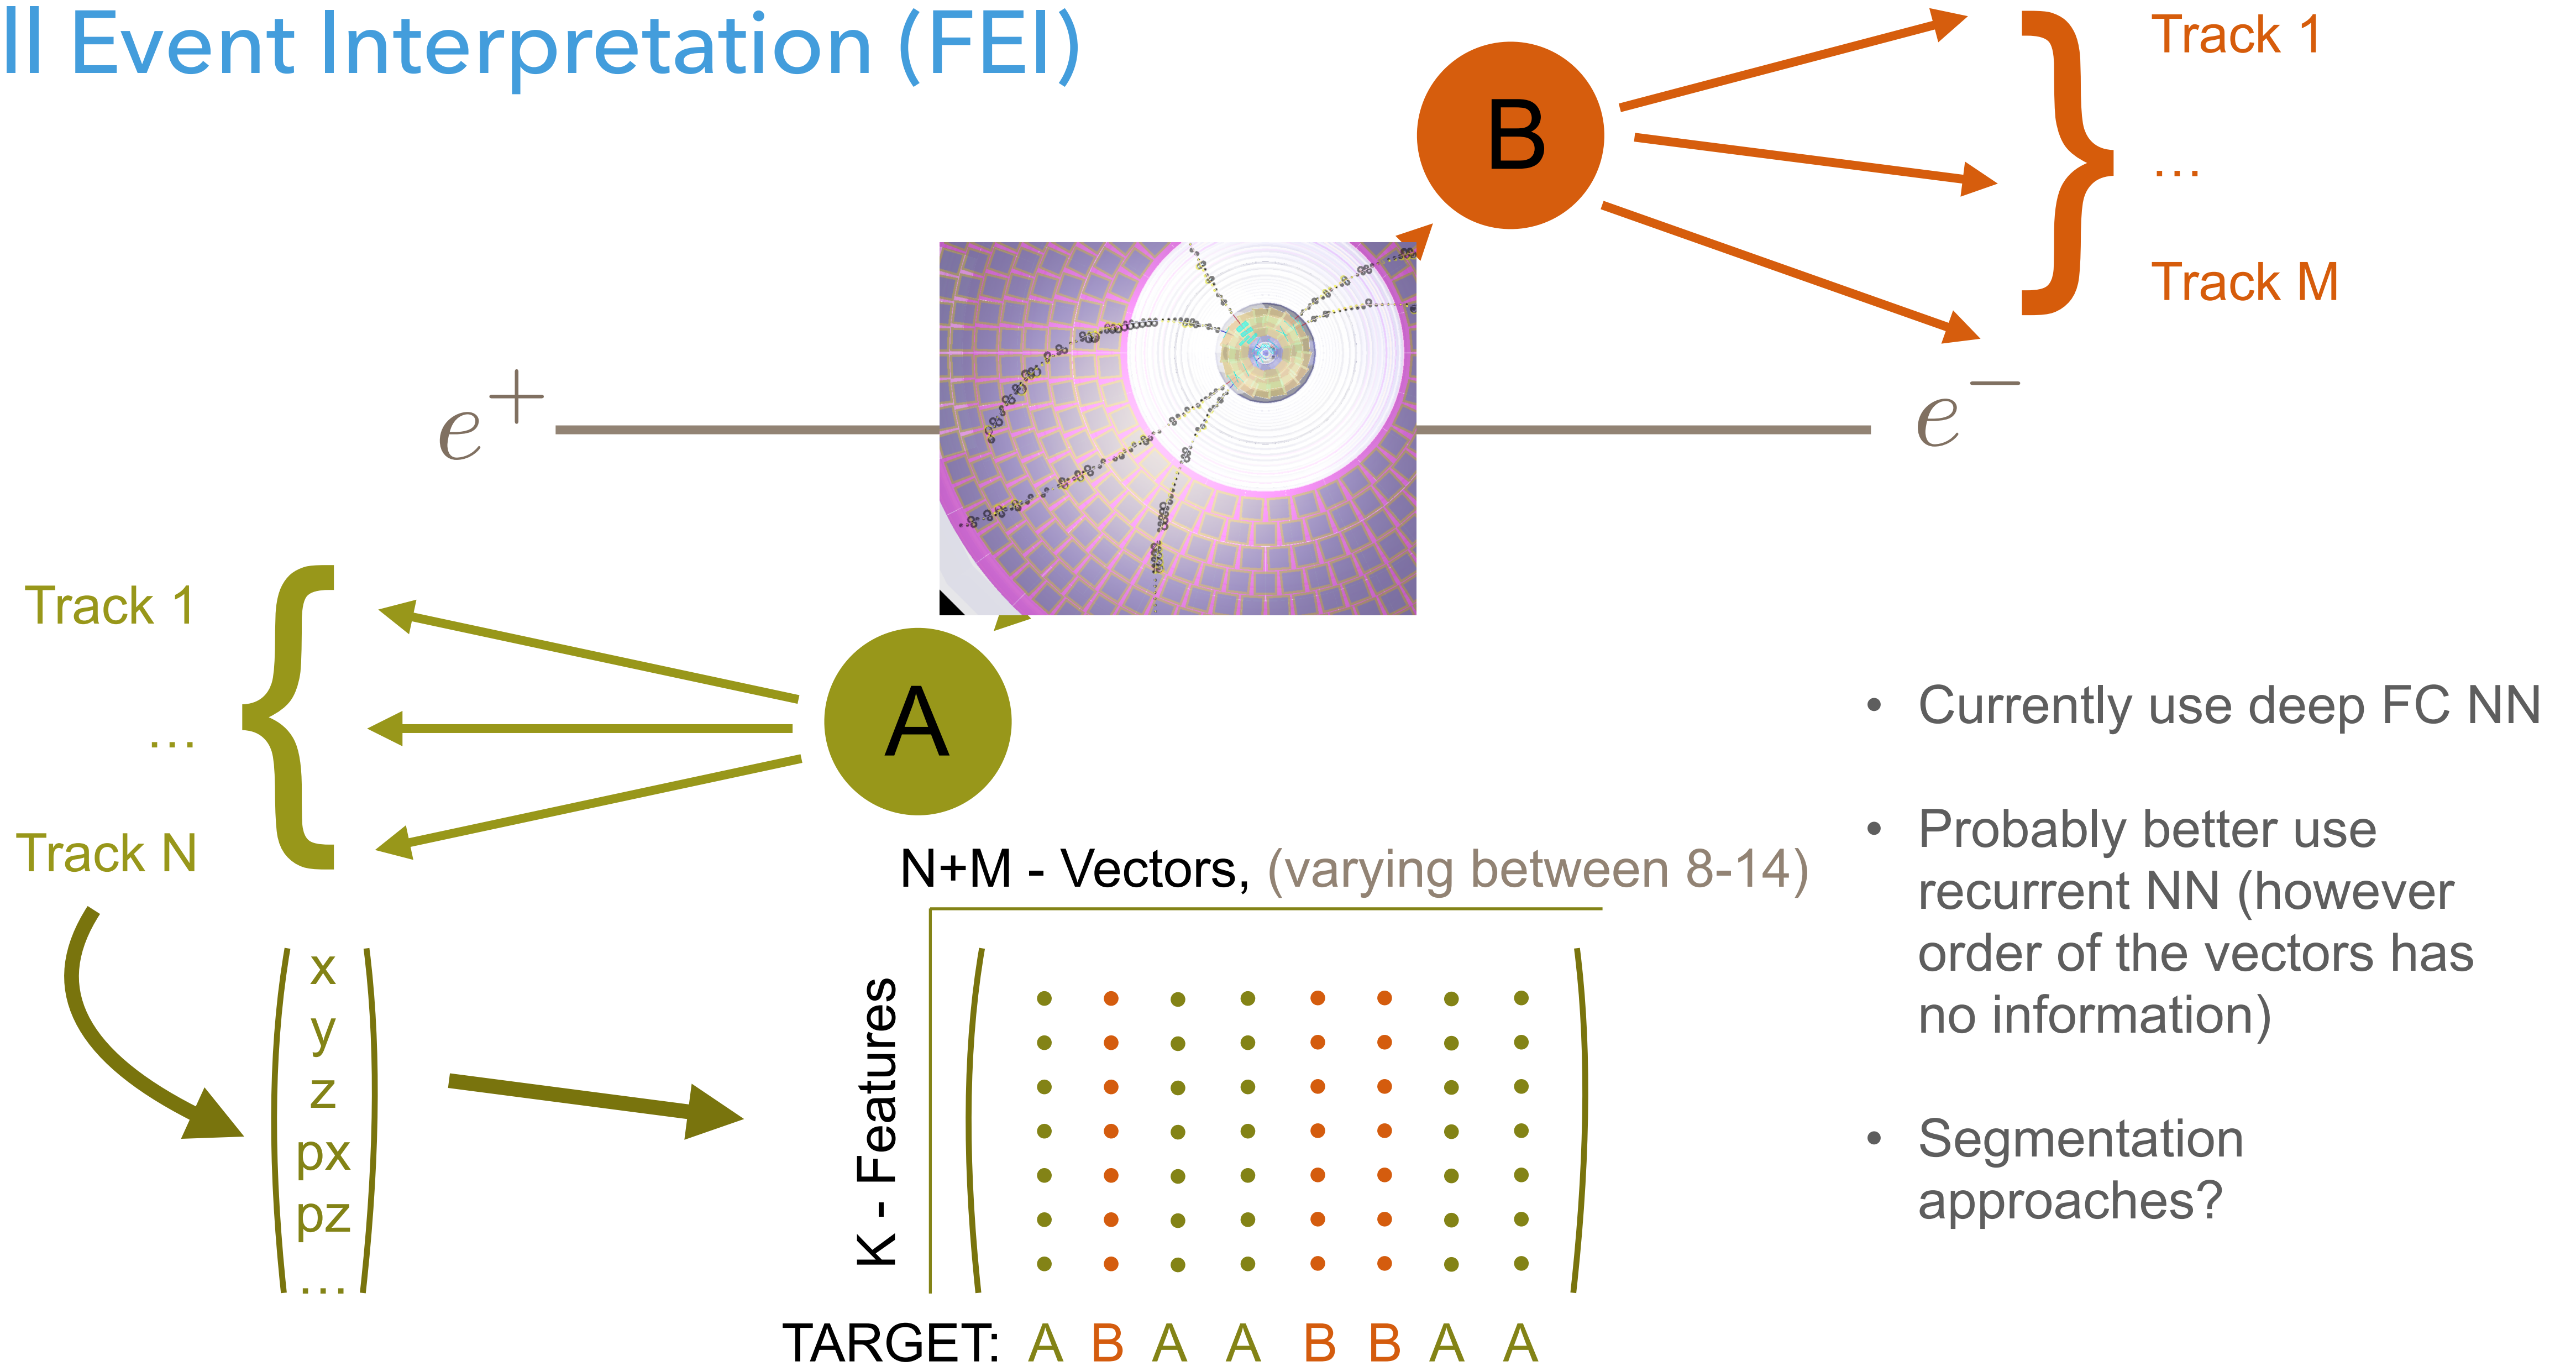 ll Event Interpretation (FEI)
B
Track 1
...
Track M
e+
e−
Track 1
...
Track N
A
x
y
z
px
pz
...
N+M - Vectors, (varying between 8-14)
K - Features
TARGET: A B A A B B A A
• Currently use deep FC NN
• Probably better use
recurrent NN (however
order of the vectors has
no information)
• Segmentation
approaches?